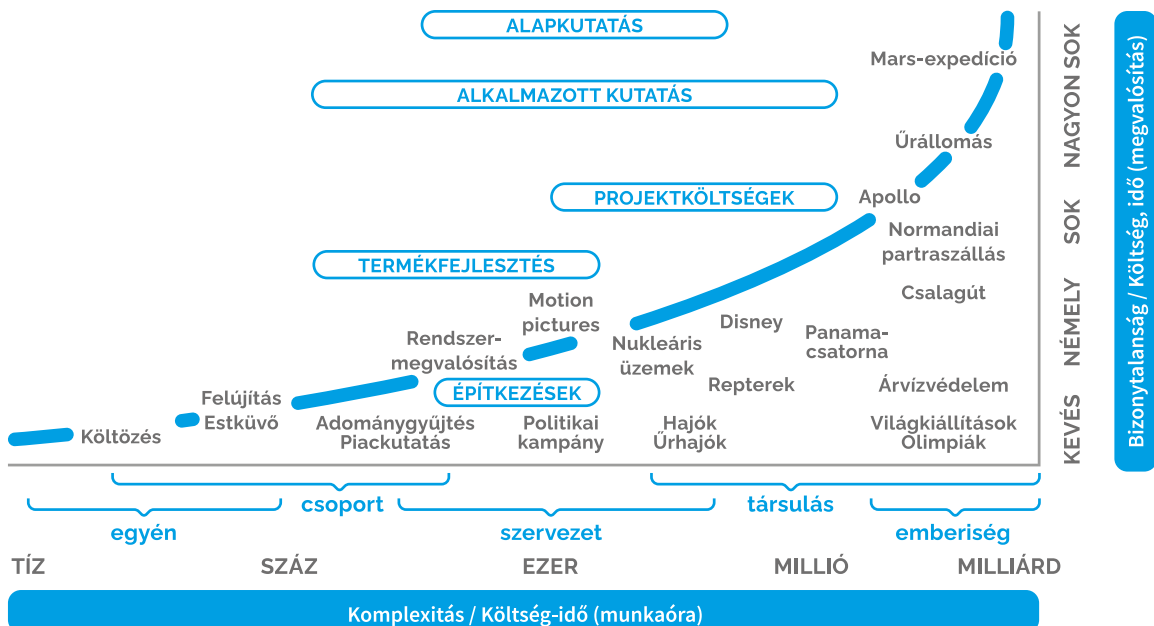 ALAPKUTATÁS
Mars-expedíció
ALKALMAZOTT KUTATÁS
Űrállomás
PROJEKTKÖLTSÉGEK
Apollo
Normandiai
partraszállás
TERMÉKFEJLESZTÉS
Csalagút
Motion
pictures
Disney
Panama-
csatorna
Rendszer-
megvalósítás
Nukleáris
üzemek
Repterek
Árvízvédelem
ÉPÍTKEZÉSEK
Felújítás
Estküvő
Költözés
Adománygyűjtés
Piackutatás
Politikai
kampány
Hajók
Űrhajók
Világkiállítások
Olimpiák
NAGYON SOK
SOK
NÉMELY
KEVÉS
Bizonytalanság / Költség, idő (megvalósítás)
csoport
társulás
egyén
szervezet
emberiség
TÍZ
SZÁZ
EZER
MILLIÓ
MILLIÁRD
Komplexitás / Költség-idő (munkaóra)